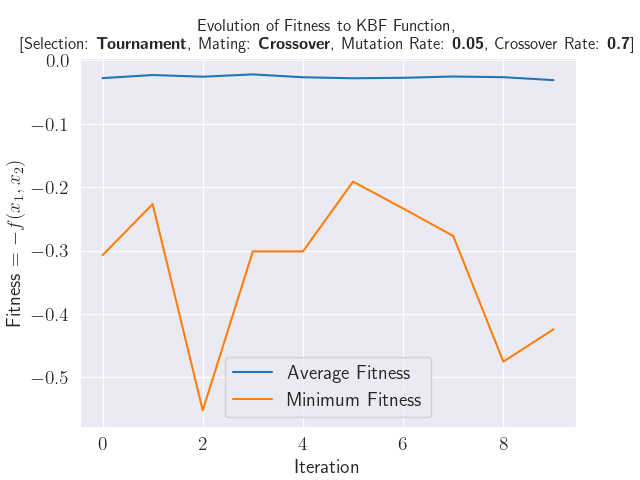 Evolution of Fitness to KBF Function,
[Selection: Tournament, Mating: Crossover, Mutation Rate: 0.05, Crossover Rate: 0.7]
0.0
−0.1
−0.2
−0.3
−0.4
−0.5
Fitness = −f(x₁, x₂)
Average Fitness
Minimum Fitness
0 2 4 6 8
Iteration